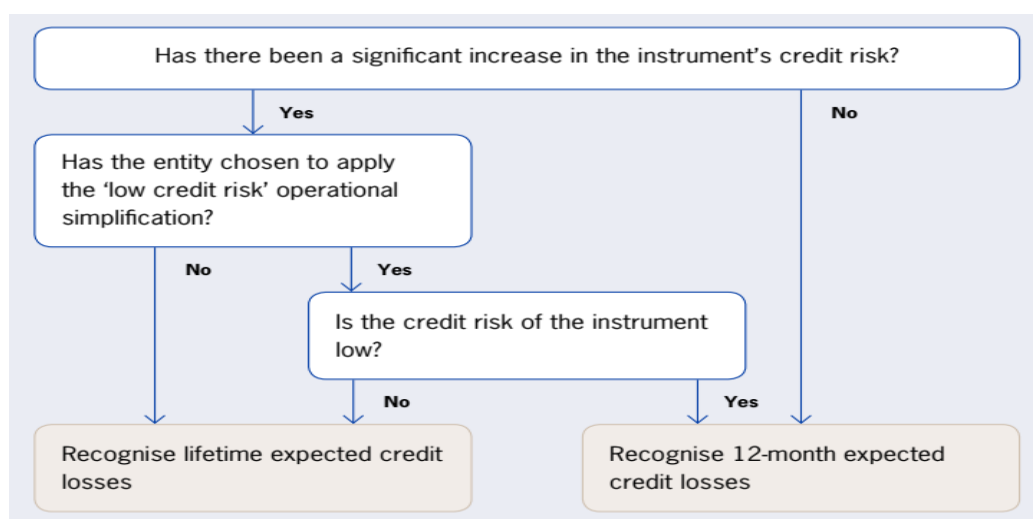 Has there been a significant increase in the instrument’s credit risk?
Yes
No
Has the entity chosen to apply
the ‘low credit risk’ operational
simplification?
No
Yes
Is the credit risk of the instrument
low?
No
Yes
Recognise lifetime expected credit
losses
Recognise 12-month expected
credit losses